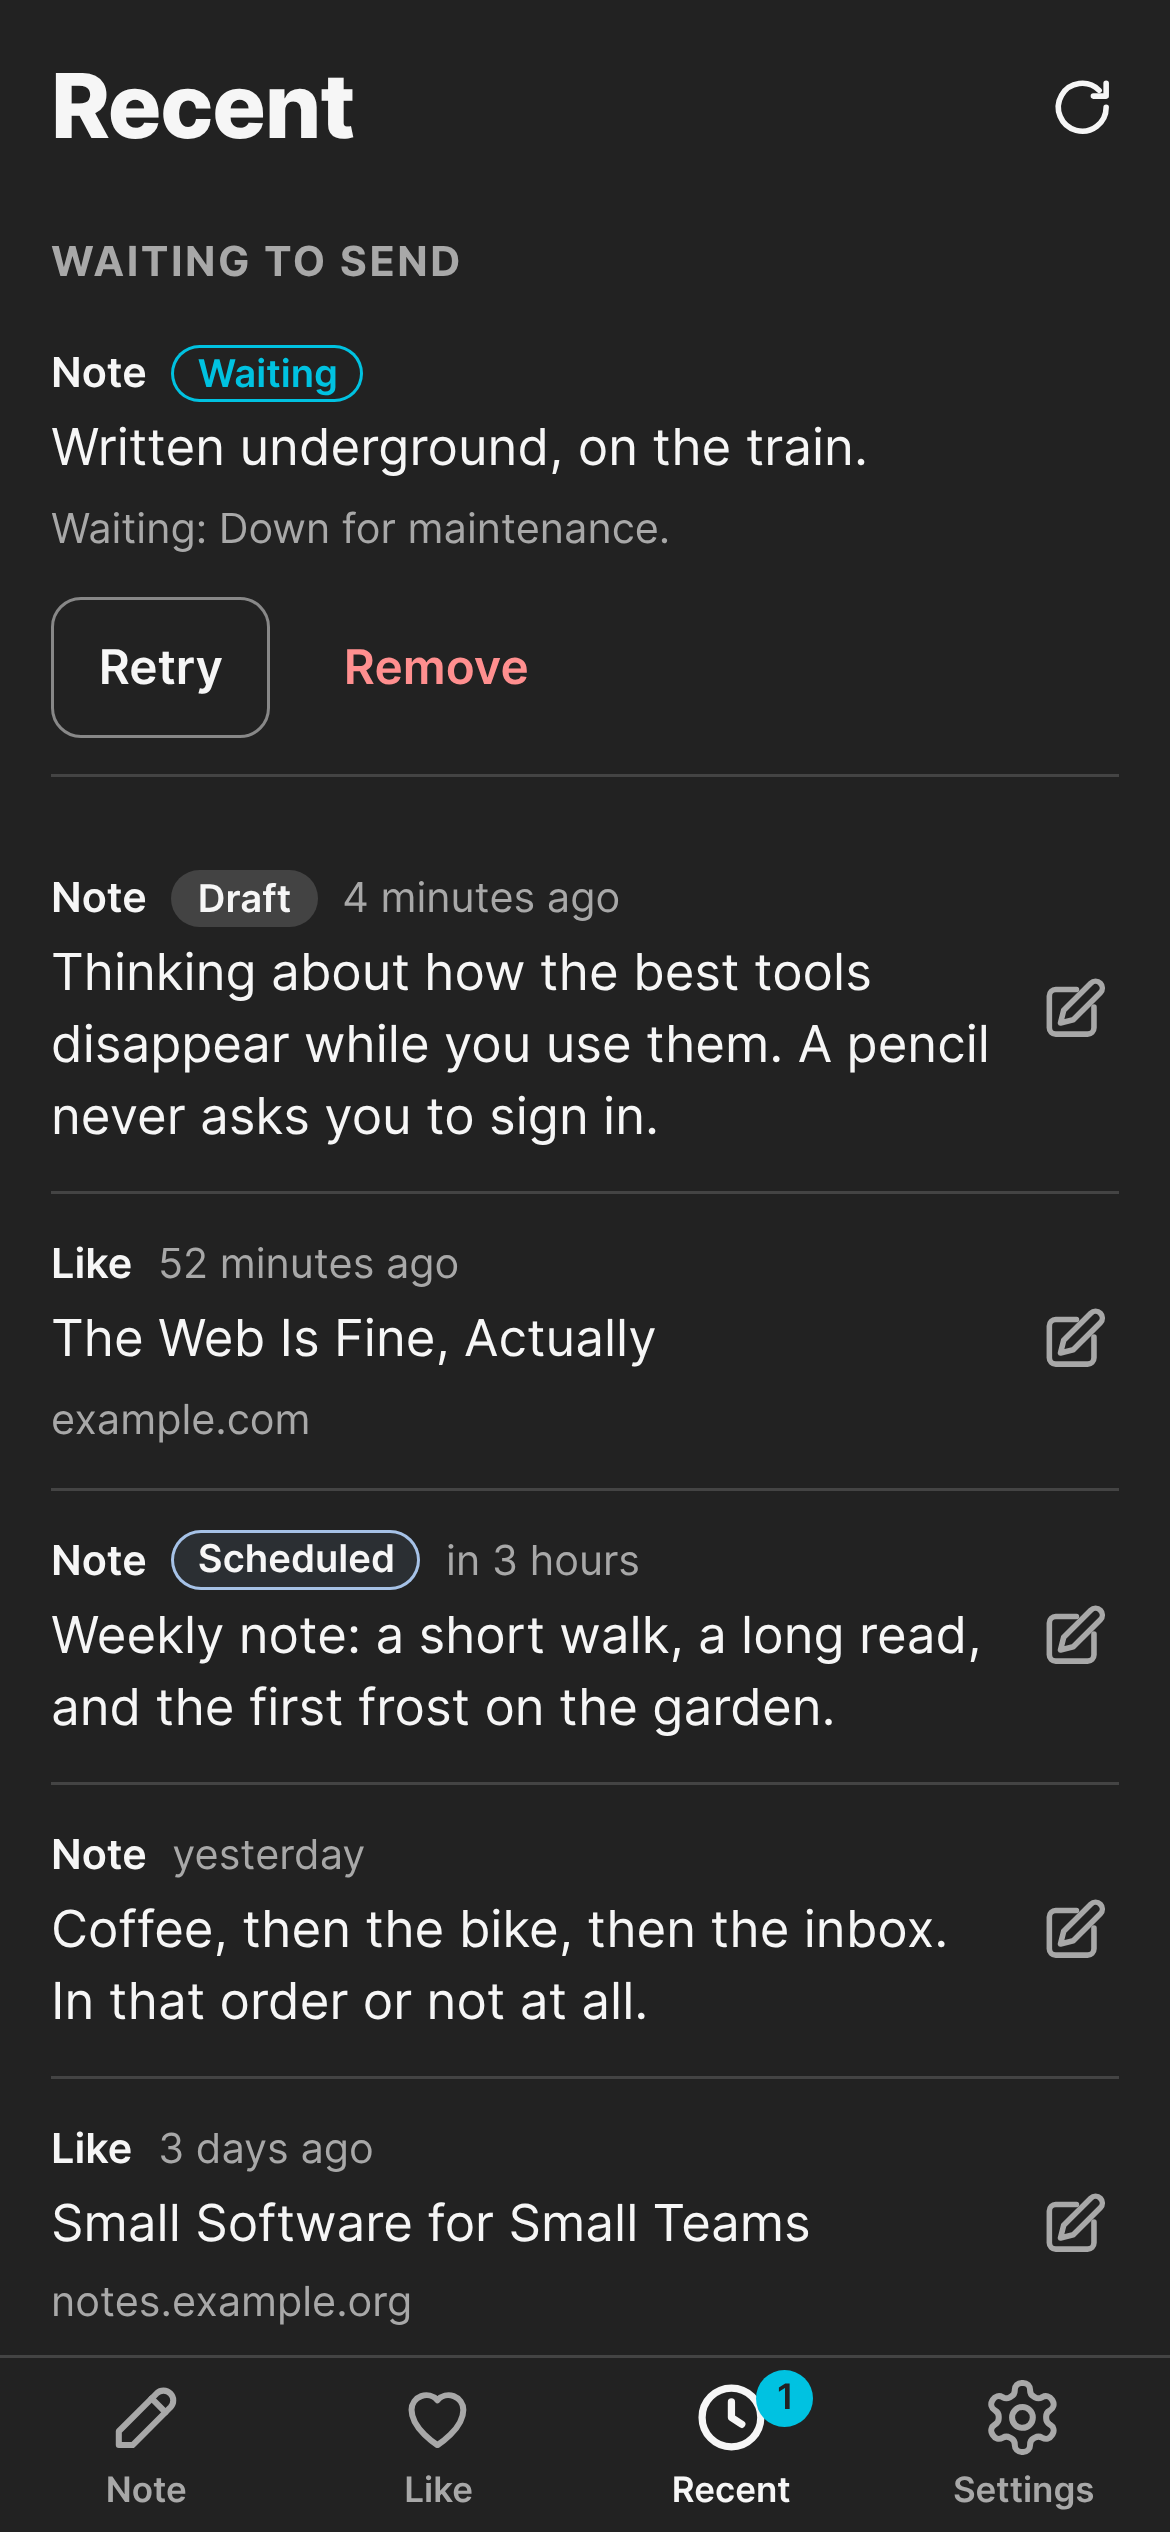 Recent
WAITING TO SEND
Note Waiting
Written underground, on the train.
Waiting: Down for maintenance.
Retry Remove
Note Draft 4 minutes ago
Thinking about how the best tools
disappear while you use them. A pencil
never asks you to sign in.
Like 52 minutes ago
The Web Is Fine, Actually
example.com
Note Scheduled in 3 hours
Weekly note: a short walk, a long read,
and the first frost on the garden.
Note yesterday
Coffee, then the bike, then the inbox.
In that order or not at all.
Like 3 days ago
Small Software for Small Teams
notes.example.org
1
Note Like Recent Settings